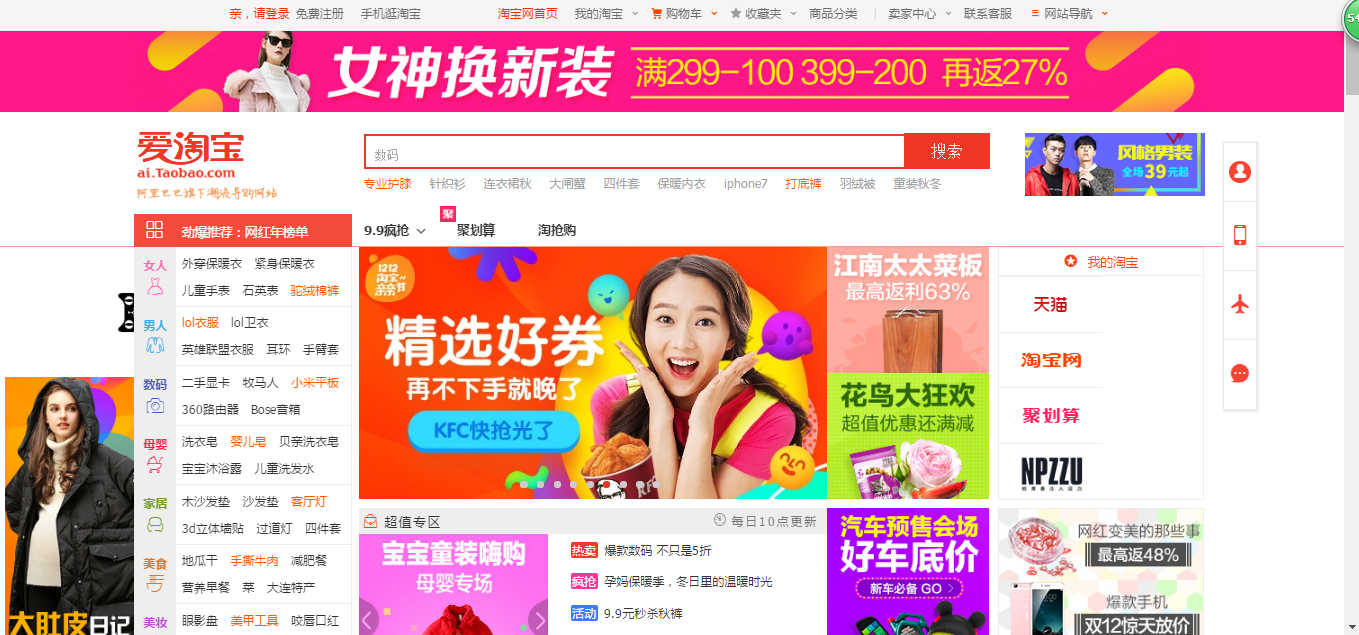 亲，请登录 免费注册 手机逛淘宝 淘宝网首页 我的淘宝 购物车 收藏夹 商品分类 卖家中心 联系客服 网站导航
54
女神换新装 满299-100 399-200 再返27%
爱淘宝
ai.Taobao.com
阿里巴巴旗下潮流导购网站
数码 搜索
专业护膝 针织衫 连衣裙秋 大闸蟹 四件套 保暖内衣 iphone7 打底裤 羽绒被 童装秋冬
风格男装
全场39元起
劲爆推荐：网红年榜单
9.9疯抢 聚 聚划算 淘抢购
女人 外穿保暖衣 紧身保暖衣
儿童手表 石英表 驼绒棉裤
男人 lol衣服 lol卫衣
英雄联盟衣服 耳环 手臂套
数码 二手显卡 牧马人 小米平板
360路由器 Bose音箱
母婴 洗衣皂 婴儿皂 贝亲洗衣皂
宝宝沐浴露 儿童洗发水
家居 木沙发垫 沙发垫 客厅灯
3d立体墙贴 过道灯 四件套
美食 地瓜干 手撕牛肉 减肥餐
营养早餐 菜 大连特产
美妆 眼影盘 美甲工具 咬唇口红
大肚皮日记
1212
淘宝
亲亲节
精选好券
再不下手就晚了
KFC快抢光了
江南太太菜板
最高返利63%
花鸟大狂欢
超值优惠还满减
我的淘宝
天猫
淘宝网
聚划算
NPZZU
超值专区 每日10点更新
宝宝童装嗨购
母婴专场
热卖 爆款数码 不只是5折
疯抢 孕妈保暖季，冬日里的温暖时光
活动 9.9元秒杀秋裤
汽车预售会场
好车底价
新车必备 GO
网红变美的那些事
最高返48%
爆款手机
双12惊天放价